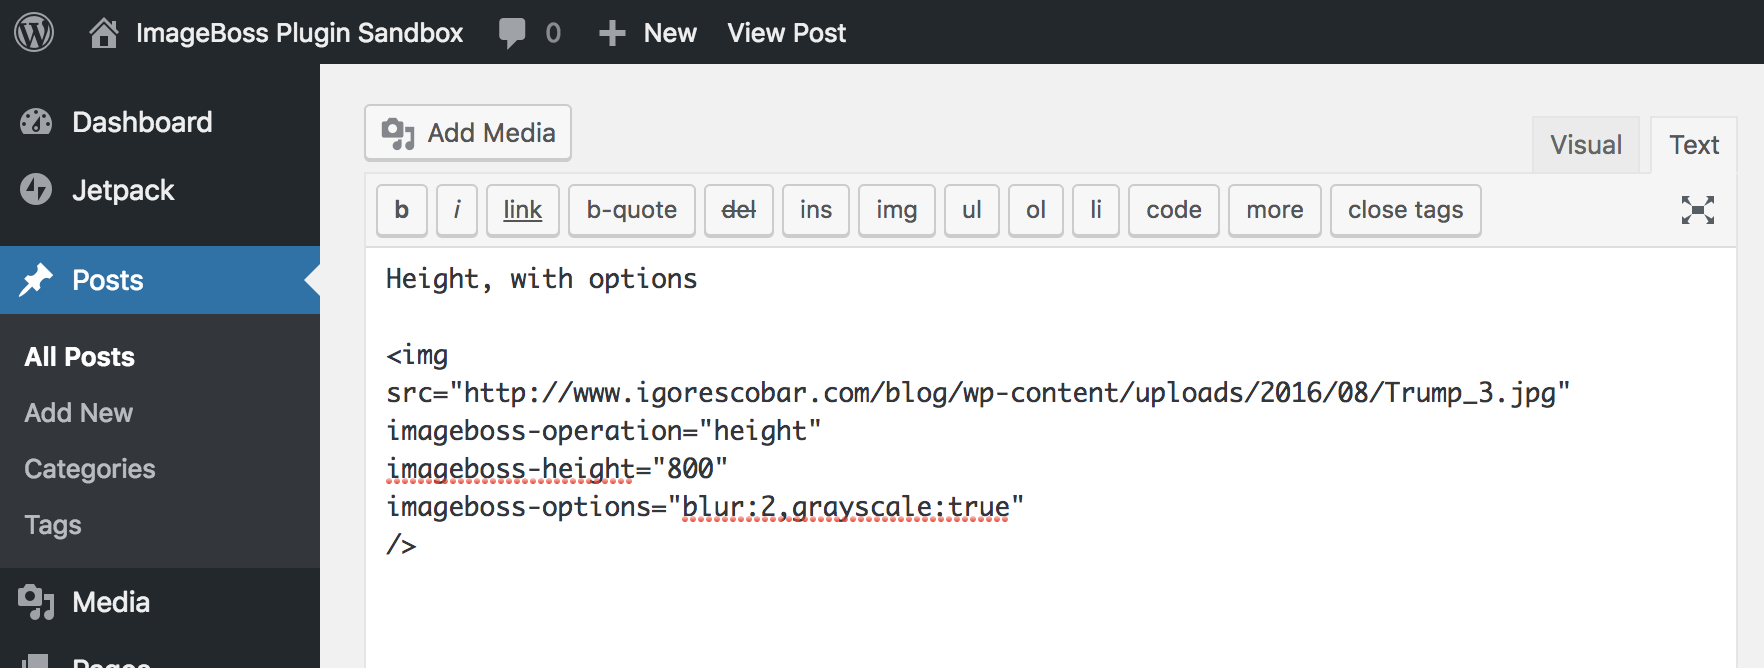 ImageBoss Plugin Sandbox 0 New View Post
Dashboard
Jetpack
Posts
All Posts
Add New
Categories
Tags
Media
Pages
Add Media
Visual Text
b i link b-quote del ins img ul ol li code more close tags
Height, with options
<img
src="http://www.igorescobar.com/blog/wp-content/uploads/2016/08/Trump_3.jpg"
imageboss-operation="height"
imageboss-height="800"
imageboss-options="blur:2,grayscale:true"
/>